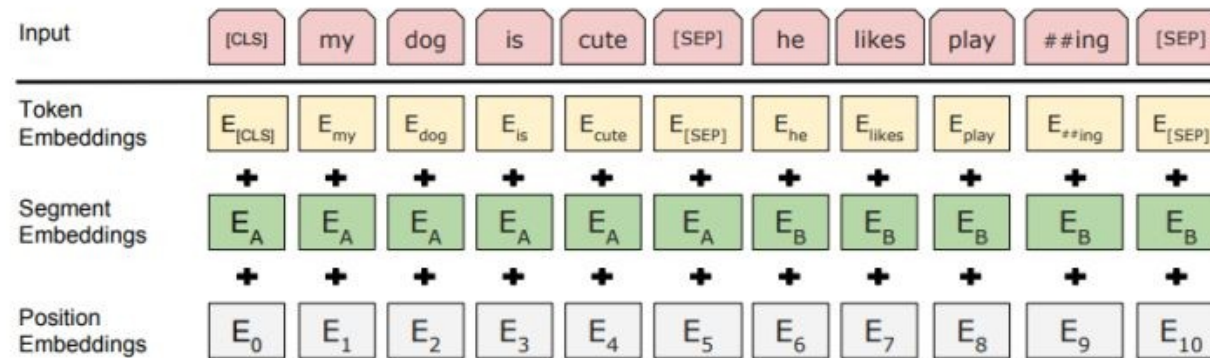 Input [CLS] my dog is cute [SEP] he likes play ##ing [SEP]
Token
Embeddings
E[CLS] Emy Edog Eis Ecute E[SEP] Ehe Elikes Eplay E##ing E[SEP]
+ + + + + + + + + + +
Segment
Embeddings
EA EA EA EA EA EA EB EB EB EB EB
+ + + + + + + + + + +
Position
Embeddings
E0 E1 E2 E3 E4 E5 E6 E7 E8 E9 E10